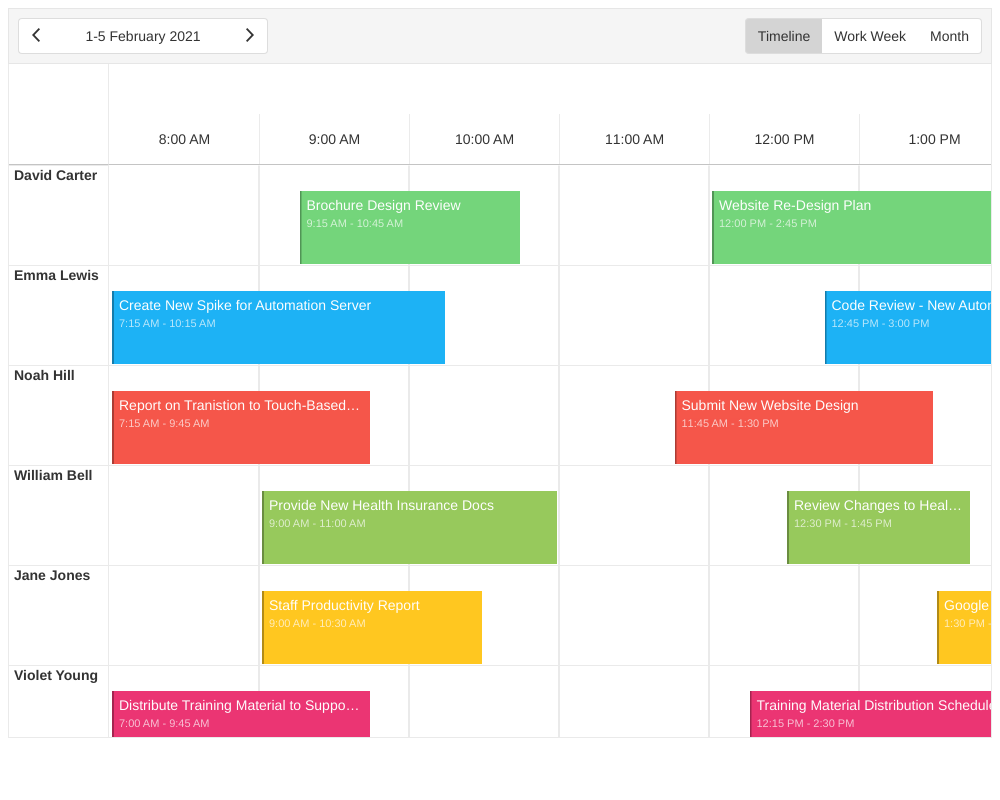 1-5 February 2021
Timeline Work Week Month
8:00 AM 9:00 AM 10:00 AM 11:00 AM 12:00 PM 1:00 PM
David Carter
Brochure Design Review
9:15 AM - 10:45 AM
Website Re-Design Plan
12:00 PM - 2:45 PM
Emma Lewis
Create New Spike for Automation Server
7:15 AM - 10:15 AM
Code Review - New Autor
12:45 PM - 3:00 PM
Noah Hill
Report on Tranistion to Touch-Based…
7:15 AM - 9:45 AM
Submit New Website Design
11:45 AM - 1:30 PM
William Bell
Provide New Health Insurance Docs
9:00 AM - 11:00 AM
Review Changes to Heal…
12:30 PM - 1:45 PM
Jane Jones
Staff Productivity Report
9:00 AM - 10:30 AM
Google
1:30 PM -
Violet Young
Distribute Training Material to Suppo…
7:00 AM - 9:45 AM
Training Material Distribution Schedule
12:15 PM - 2:30 PM